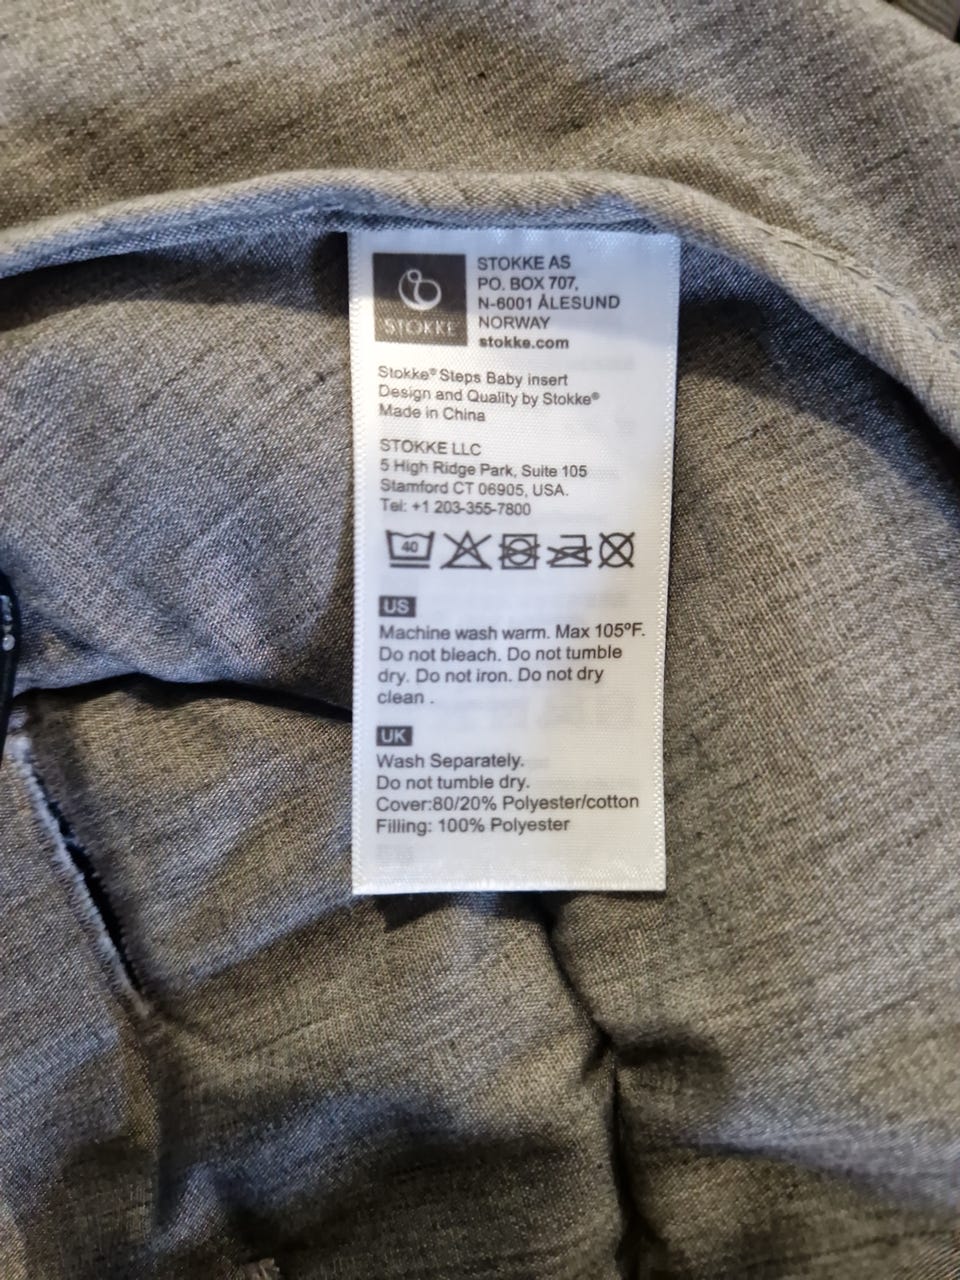 STOKKE
STOKKE AS
PO. BOX 707,
N-6001 ÅLESUND
NORWAY
stokke.com
Stokke® Steps Baby insert
Design and Quality by Stokke®
Made in China
STOKKE LLC
5 High Ridge Park, Suite 105
Stamford CT 06905, USA.
Tel: +1 203-355-7800
40
US
Machine wash warm. Max 105ºF.
Do not bleach. Do not tumble
dry. Do not iron. Do not dry
clean .
UK
Wash Separately.
Do not tumble dry.
Cover:80/20% Polyester/cotton
Filling: 100% Polyester